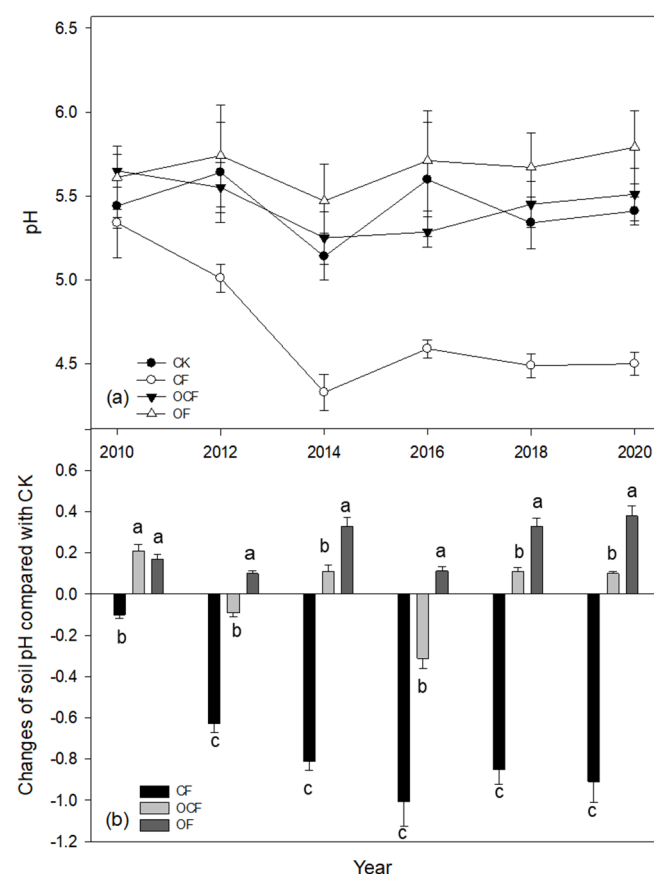 6.5
6.0
5.5
5.0
4.5
pH
CK
CF
OCF
OF
(a)
2010 2012 2014 2016 2018 2020
0.6
0.4
0.2
0.0
-0.2
-0.4
-0.6
-0.8
-1.0
-1.2
Changes of soil pH compared with CK
a a a b a a b a b a
b b b
c c c c c
CF
OCF
OF
(b)
Year